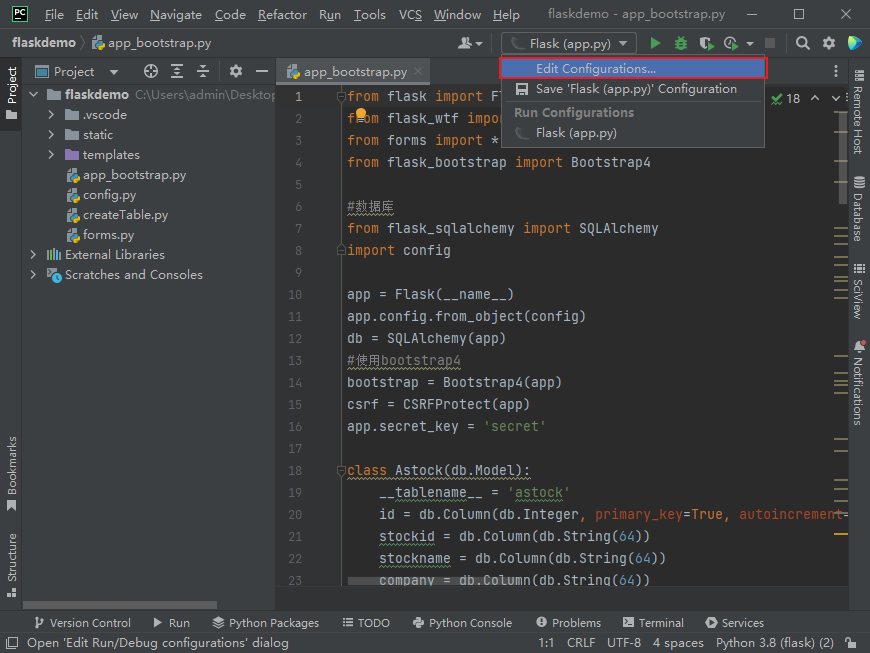 PC File Edit View Navigate Code Refactor Run Tools VCS Window Help flaskdemo - app_bootstrap.py
flaskdemo app_bootstrap.py Flask (app.py)
Project app_bootstrap.py
Edit Configurations...
Save 'Flask (app.py)' Configuration
Run Configurations
Flask (app.py)
18
flaskdemo C:\Users\admin\Desktop
.vscode
static
templates
app_bootstrap.py
config.py
createTable.py
forms.py
External Libraries
Scratches and Consoles
1 from flask import
2 from flask_wtf
3 from forms import *
4 from flask_bootstrap import Bootstrap4
5
6 #数据库
7 from flask_sqlalchemy import SQLAlchemy
8 import config
9
10 app = Flask(__name__)
11 app.config.from_object(config)
12 db = SQLAlchemy(app)
13 #使用bootstrap4
14 bootstrap = Bootstrap4(app)
15 csrf = CSRFProtect(app)
16 app.secret_key = 'secret'
17
18 class Astock(db.Model):
19 __tablename__ = 'astock'
20 id = db.Column(db.Integer, primary_key=True, autoincrement=
21 stockid = db.Column(db.String(64))
22 stockname = db.Column(db.String(64))
23 company = db.Column(db.String(64))
Project
Bookmarks
Structure
Remote Host
Database
SciView
Notifications
Version Control Run Python Packages TODO Python Console Problems Terminal Services
Open 'Edit Run/Debug configurations' dialog 1:1 CRLF UTF-8 4 spaces Python 3.8 (flask) (2)